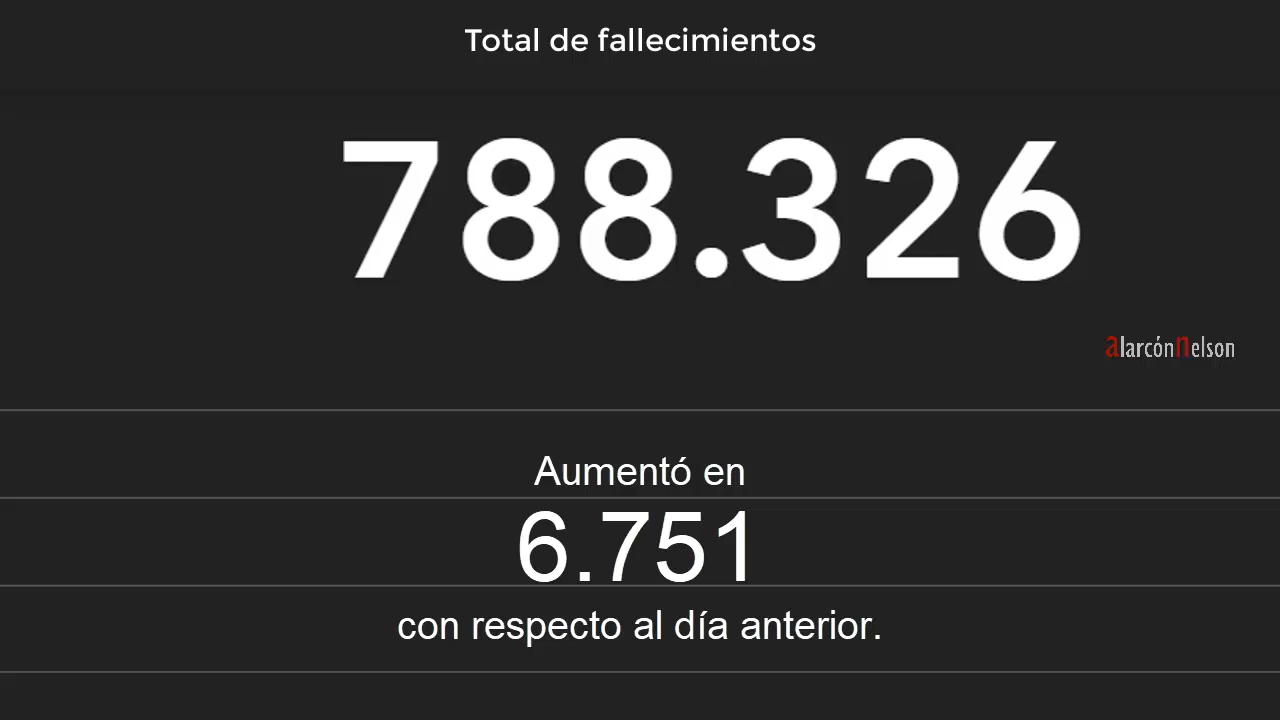 Total de fallecimientos
788.326
alarcónnelson
Aumentó en
6.751
con respecto al día anterior.